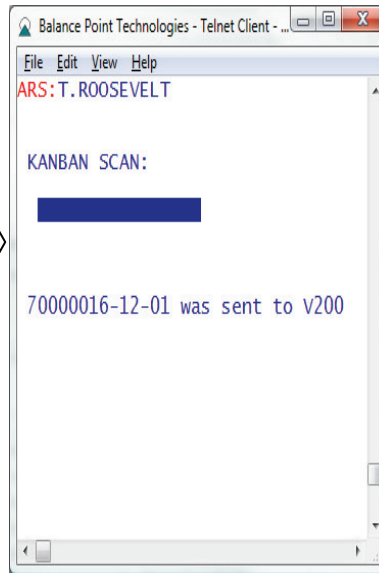 Balance Point Technologies - Telnet Client - ...
File Edit View Help
ARS:T.ROOSEVELT
KANBAN SCAN:
70000016-12-01 was sent to V200